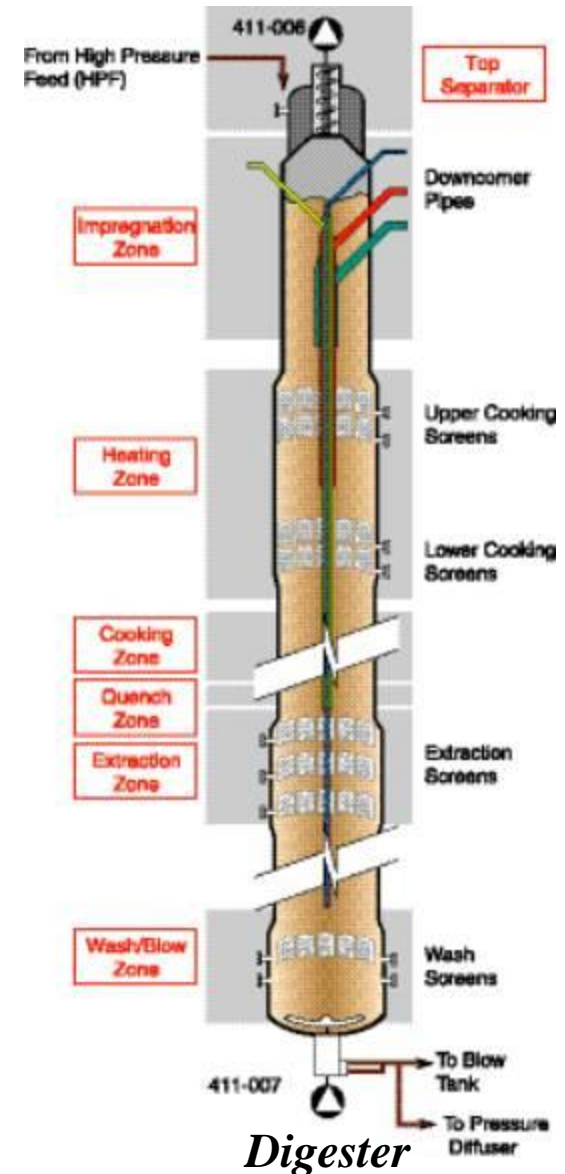 411-006
From High Pressure
Feed (HPF)
Top
Separator
Downcomer
Pipes
Impregnation
Zone
Upper Cooking
Screens
Heating
Zone
Lower Cooking
Screens
Cooking
Zone
Quench
Zone
Extraction
Zone
Extraction
Screens
Wash/Blow
Zone
Wash
Screens
To Blow
Tank
411-007
To Pressure
Diffuser
Digester